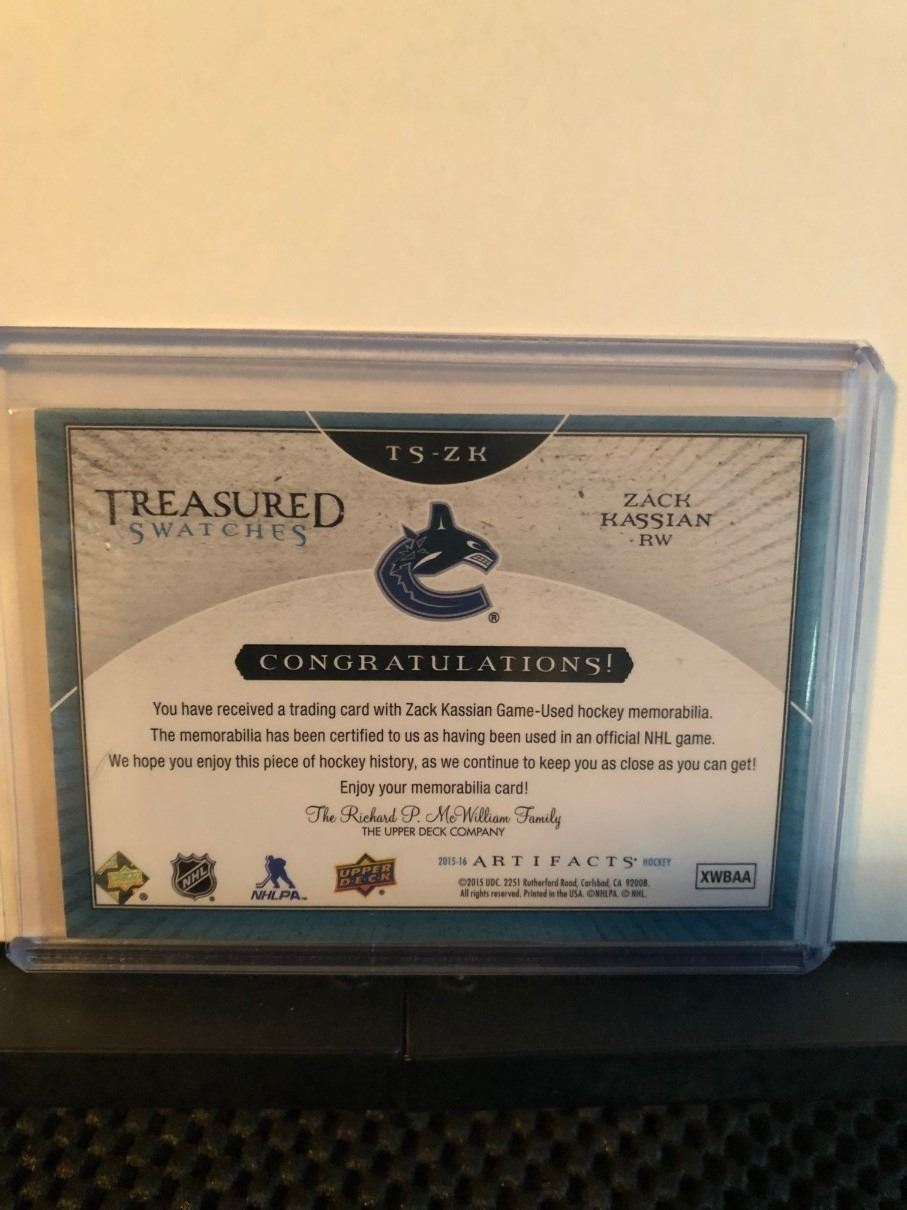 TS-ZK
TREASURED
SWATCHES
ZACK
KASSIAN
·RW
®
CONGRATULATIONS!
You have received a trading card with Zack Kassian Game-Used hockey memorabilia.
The memorabilia has been certified to us as having been used in an official NHL game.
We hope you enjoy this piece of hockey history, as we continue to keep you as close as you can get!
Enjoy your memorabilia card!
The Richard P. McWilliam Family
THE UPPER DECK COMPANY
NHL
®
NHLPA™
UPPER
D·E·C·K
®
2015-16 ARTIFACTS HOCKEY
©2015 UDC. 2251 Rutherford Road, Carlsbad, CA 92008.
All rights reserved. Printed in the USA. ©NHLPA. © NHL.
XWBAA